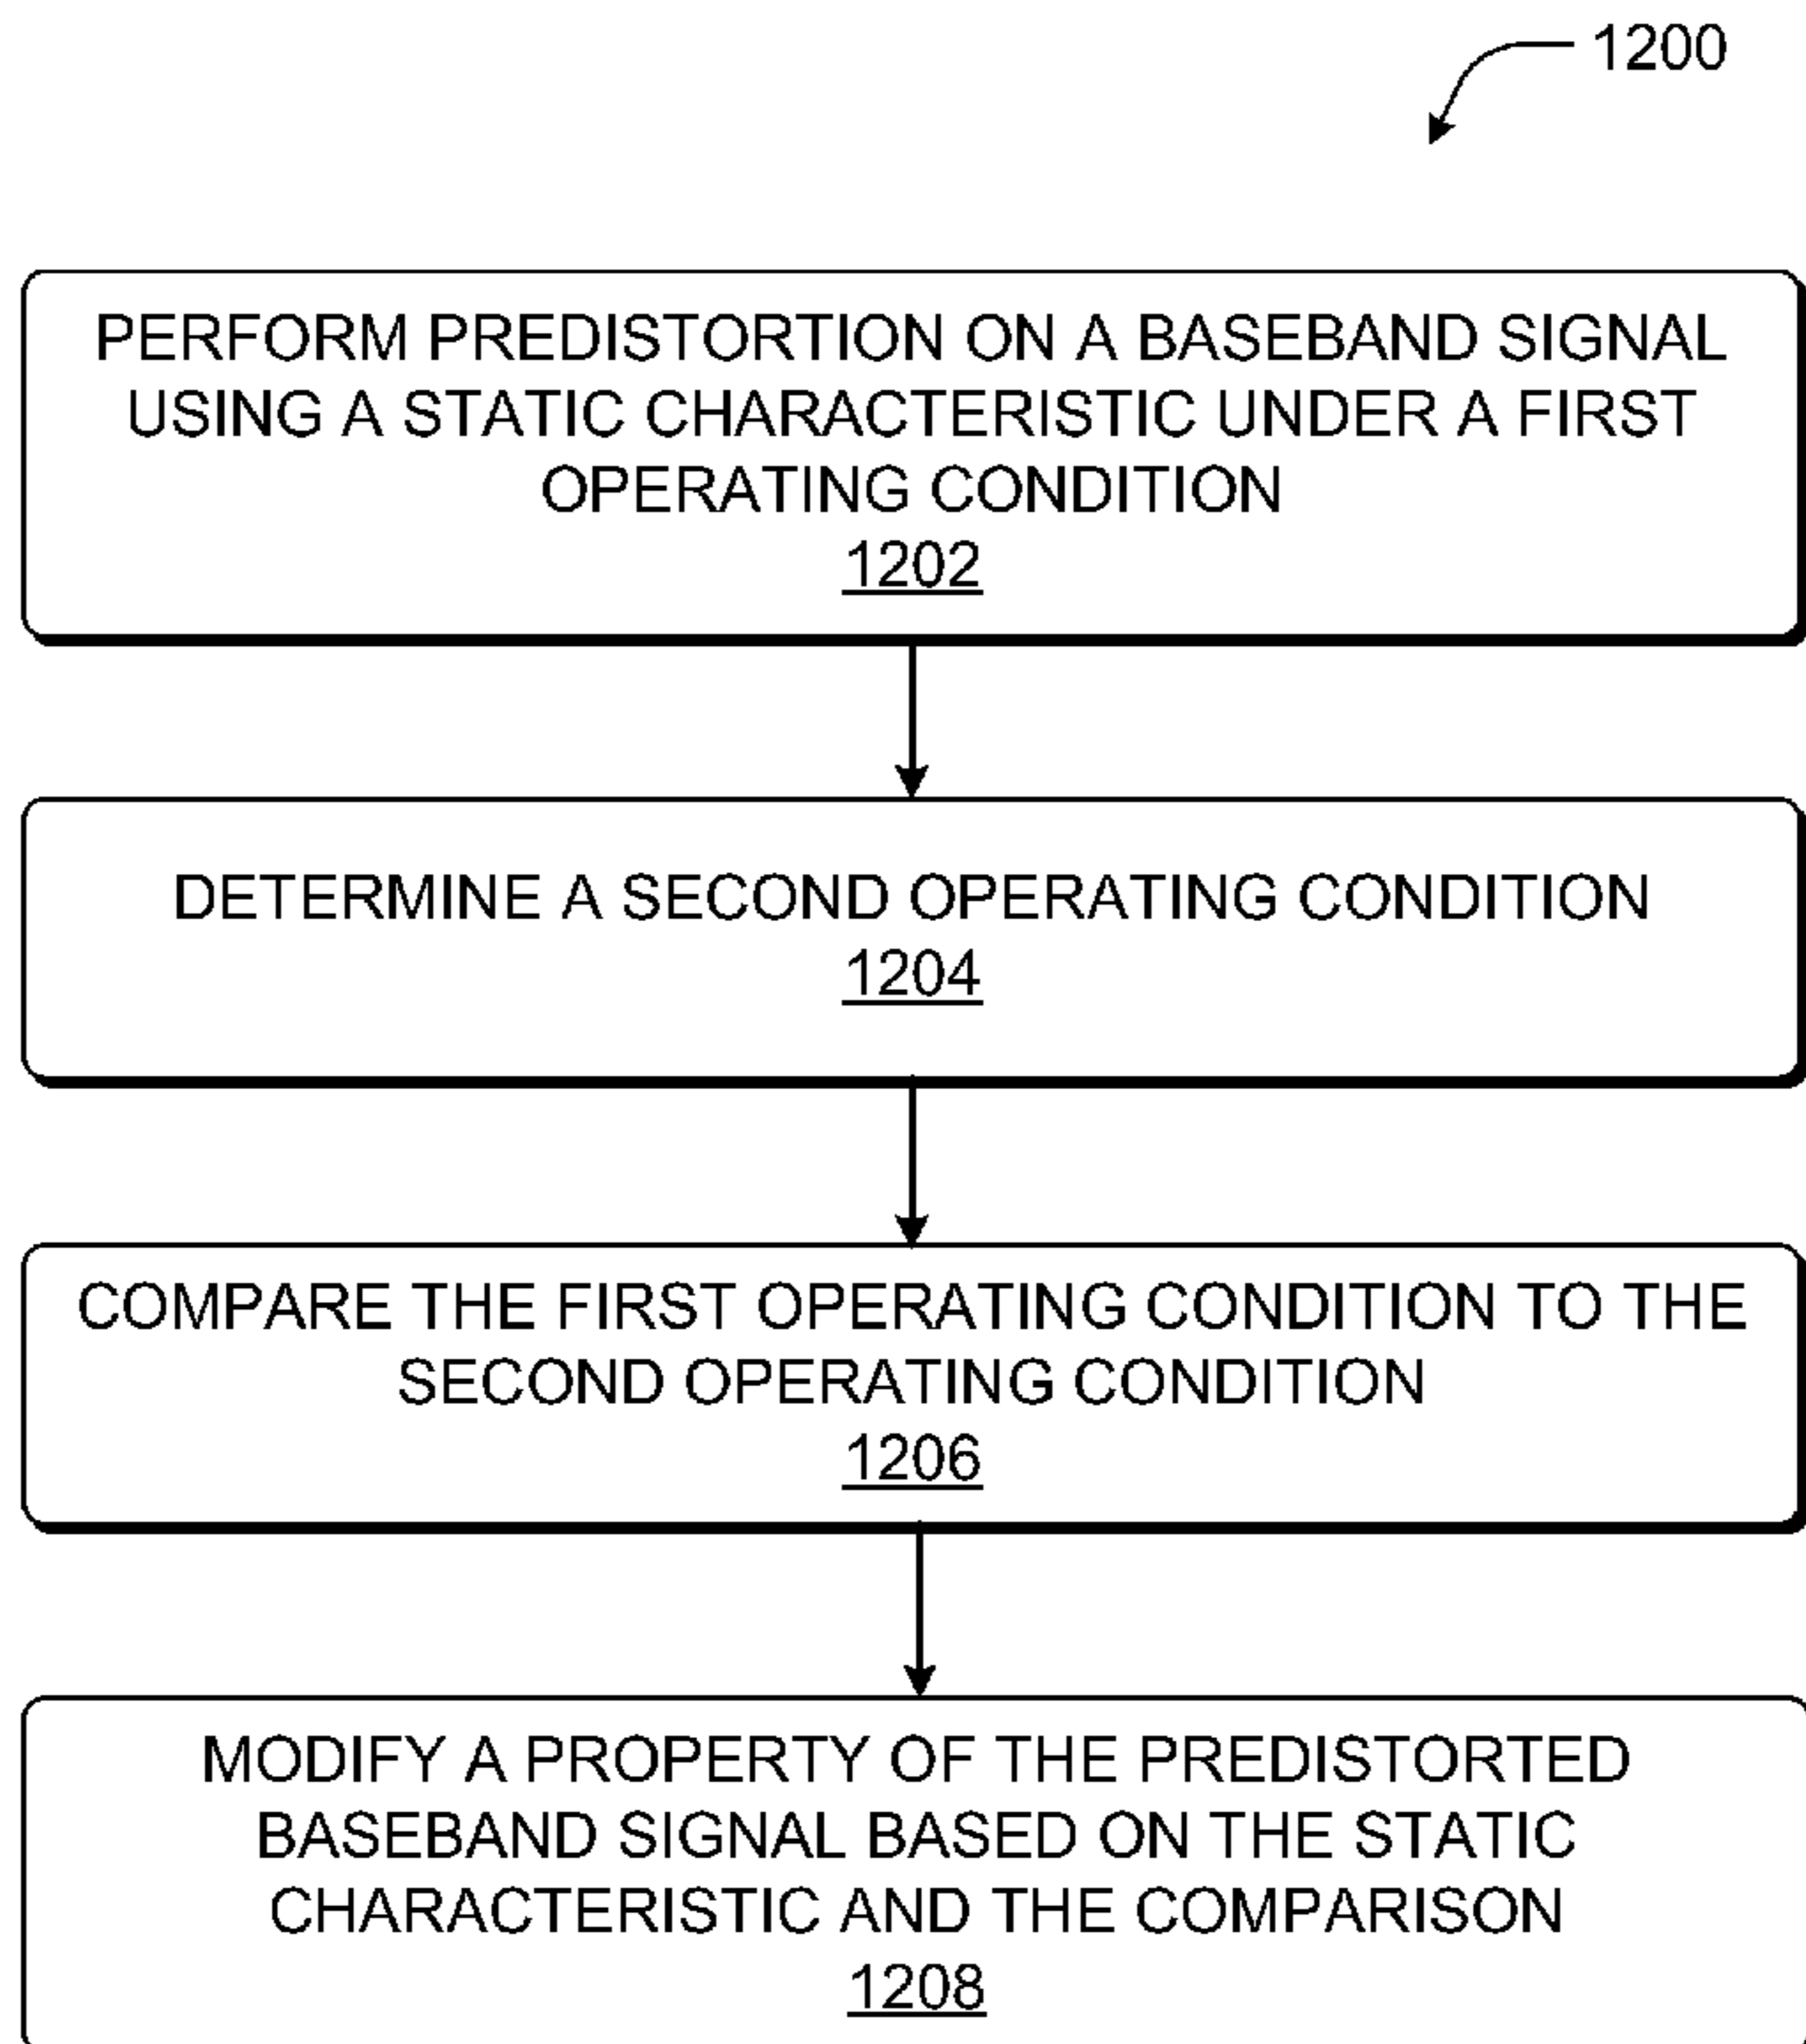 1200
PERFORM PREDISTORTION ON A BASEBAND SIGNAL
USING A STATIC CHARACTERISTIC UNDER A FIRST
OPERATING CONDITION
1202
DETERMINE A SECOND OPERATING CONDITION
1204
COMPARE THE FIRST OPERATING CONDITION TO THE
SECOND OPERATING CONDITION
1206
MODIFY A PROPERTY OF THE PREDISTORTED
BASEBAND SIGNAL BASED ON THE STATIC
CHARACTERISTIC AND THE COMPARISON
1208